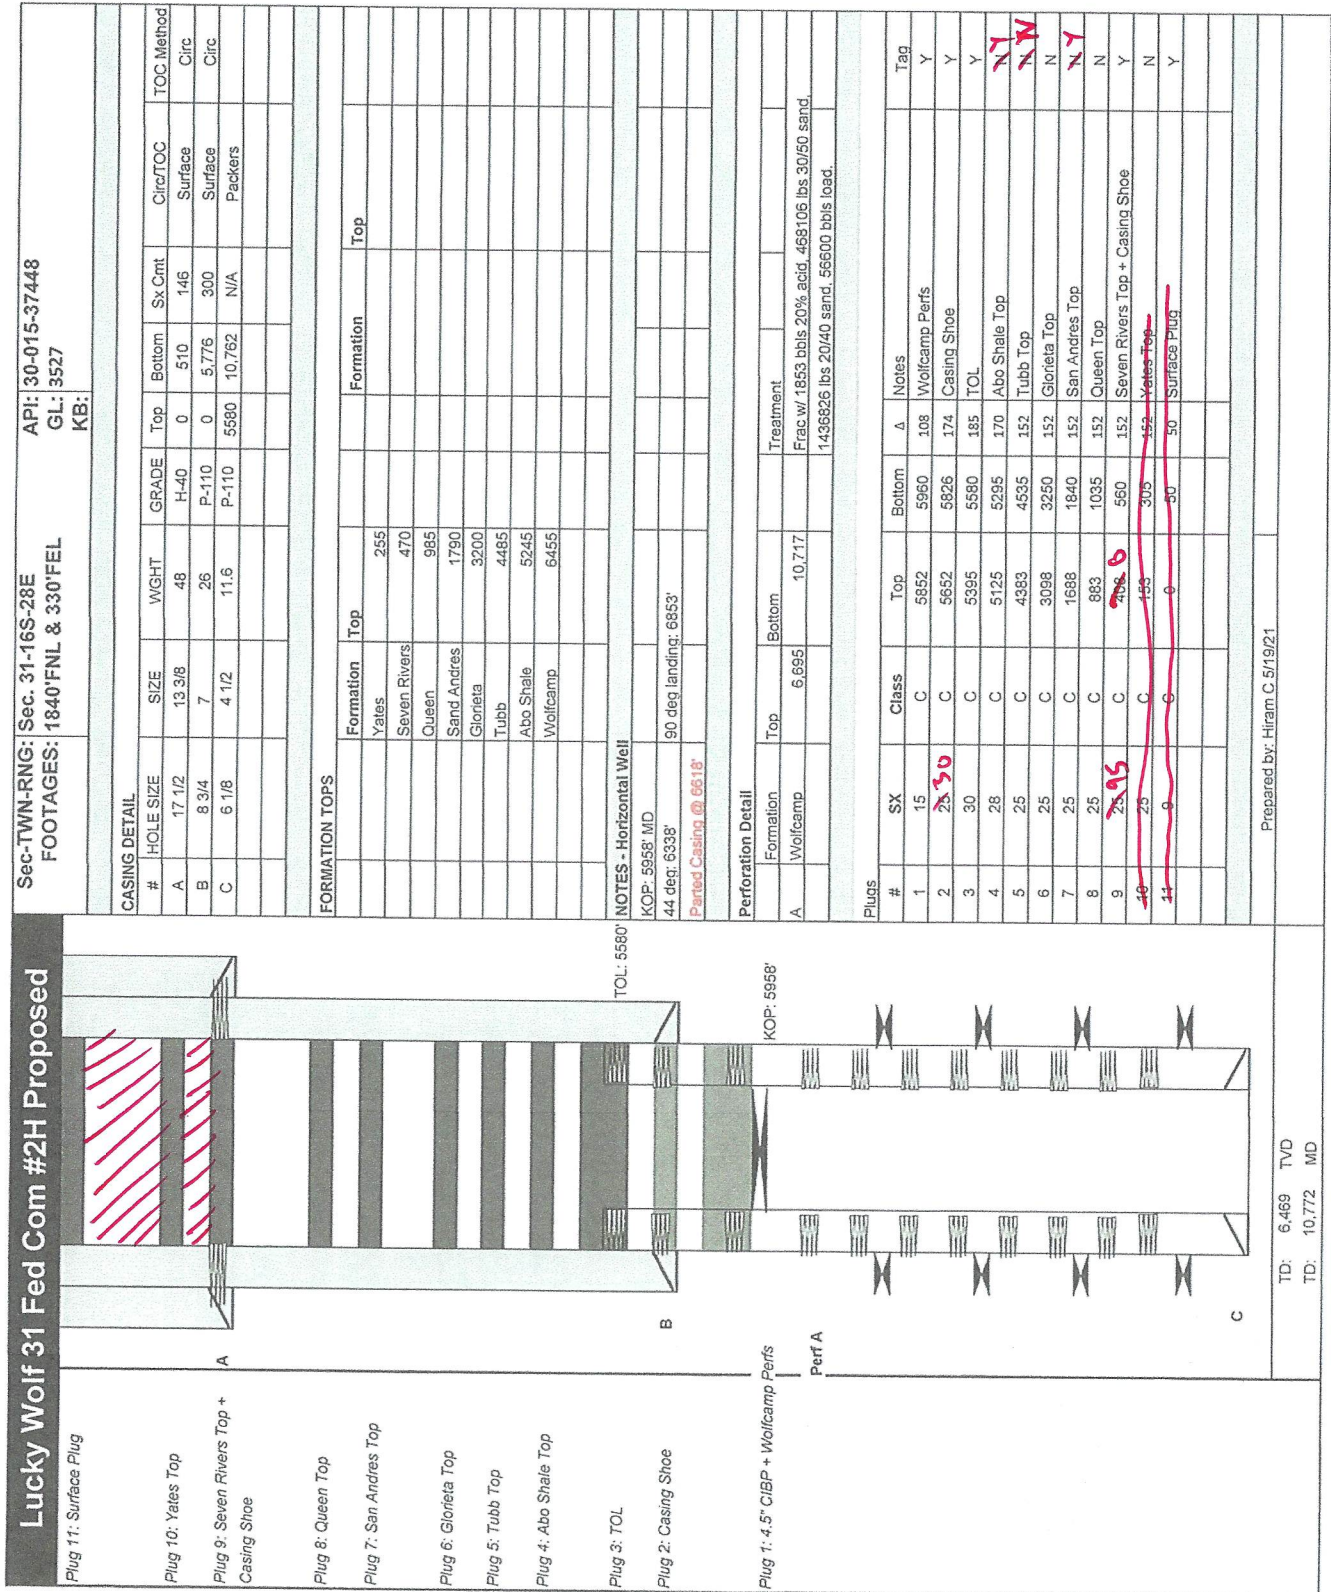 Lucky Wolf 31 Fed Com #2H Proposed
Sec-TWN-RNG: Sec. 31-16S-28E API: 30-015-37448
FOOTAGES: 1840'FNL & 330'FEL GL: 3527
KB:
Plug 11: Surface Plug
Plug 10: Yates Top
Plug 9: Seven Rivers Top +
Casing Shoe
Plug 8: Queen Top
Plug 7: San Andres Top
Plug 6: Glorieta Top
Plug 5: Tubb Top
Plug 4: Abo Shale Top
Plug 3: TOL
Plug 2: Casing Shoe
Plug 1: 4.5" CIBP + Wolfcamp Perfs
A
B
Perf A
C
TOL: 5580'
KOP: 5958'
TD: 6,469 TVD
TD: 10,772 MD
CASING DETAIL
# HOLE SIZE SIZE WGHT GRADE Top Bottom Sx Cmt Circ/TOC TOC Method
A 17 1/2 13 3/8 48 H-40 0 510 146 Surface Circ
B 8 3/4 7 26 P-110 0 5,776 300 Surface Circ
C 6 1/8 4 1/2 11.6 P-110 5580 10,762 N/A Packers
FORMATION TOPS
Formation Top Formation Top
Yates 255
Seven Rivers 470
Queen 985
Sand Andres 1790
Glorieta 3200
Tubb 4485
Abo Shale 5245
Wolfcamp 6455
NOTES - Horizontal Well
KOP: 5958' MD
44 deg: 6338' 90 deg landing: 6853'
Parted Casing @ 6618'
Perforation Detail
Formation Top Bottom Treatment
A Wolfcamp 6,695 10,717 Frac w/ 1853 bbls 20% acid, 468106 lbs 30/50 sand,
1436826 lbs 20/40 sand, 56600 bbls load.
Plugs
# SX Class Top Bottom Δ Notes Tag
1 15 C 5852 5960 108 Wolfcamp Perfs Y
2 25 30 C 5652 5826 174 Casing Shoe Y
3 30 C 5395 5580 185 TOL Y
4 28 C 5125 5295 170 Abo Shale Top N Y
5 25 C 4383 4535 152 Tubb Top N N
6 25 C 3098 3250 152 Glorieta Top N
7 25 C 1688 1840 152 San Andres Top N Y
8 25 C 883 1035 152 Queen Top N
9 25 95 C 408 0 560 152 Seven Rivers Top + Casing Shoe Y
10 25 C 153 305 152 Yates Top N
11 9 C 0 50 50 Surface Plug Y
Prepared by: Hiram C 5/19/21